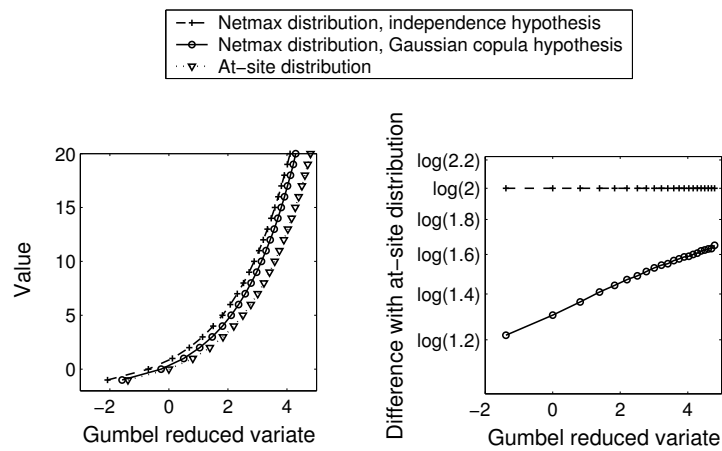 Netmax distribution, independence hypothesis
Netmax distribution, Gaussian copula hypothesis
At−site distribution
Value
20
15
10
5
0
−2
0
2
4
Gumbel reduced variate
Difference with at−site distribution
log(2.2)
log(2)
log(1.8)
log(1.6)
log(1.4)
log(1.2)
−2
0
2
4
Gumbel reduced variate